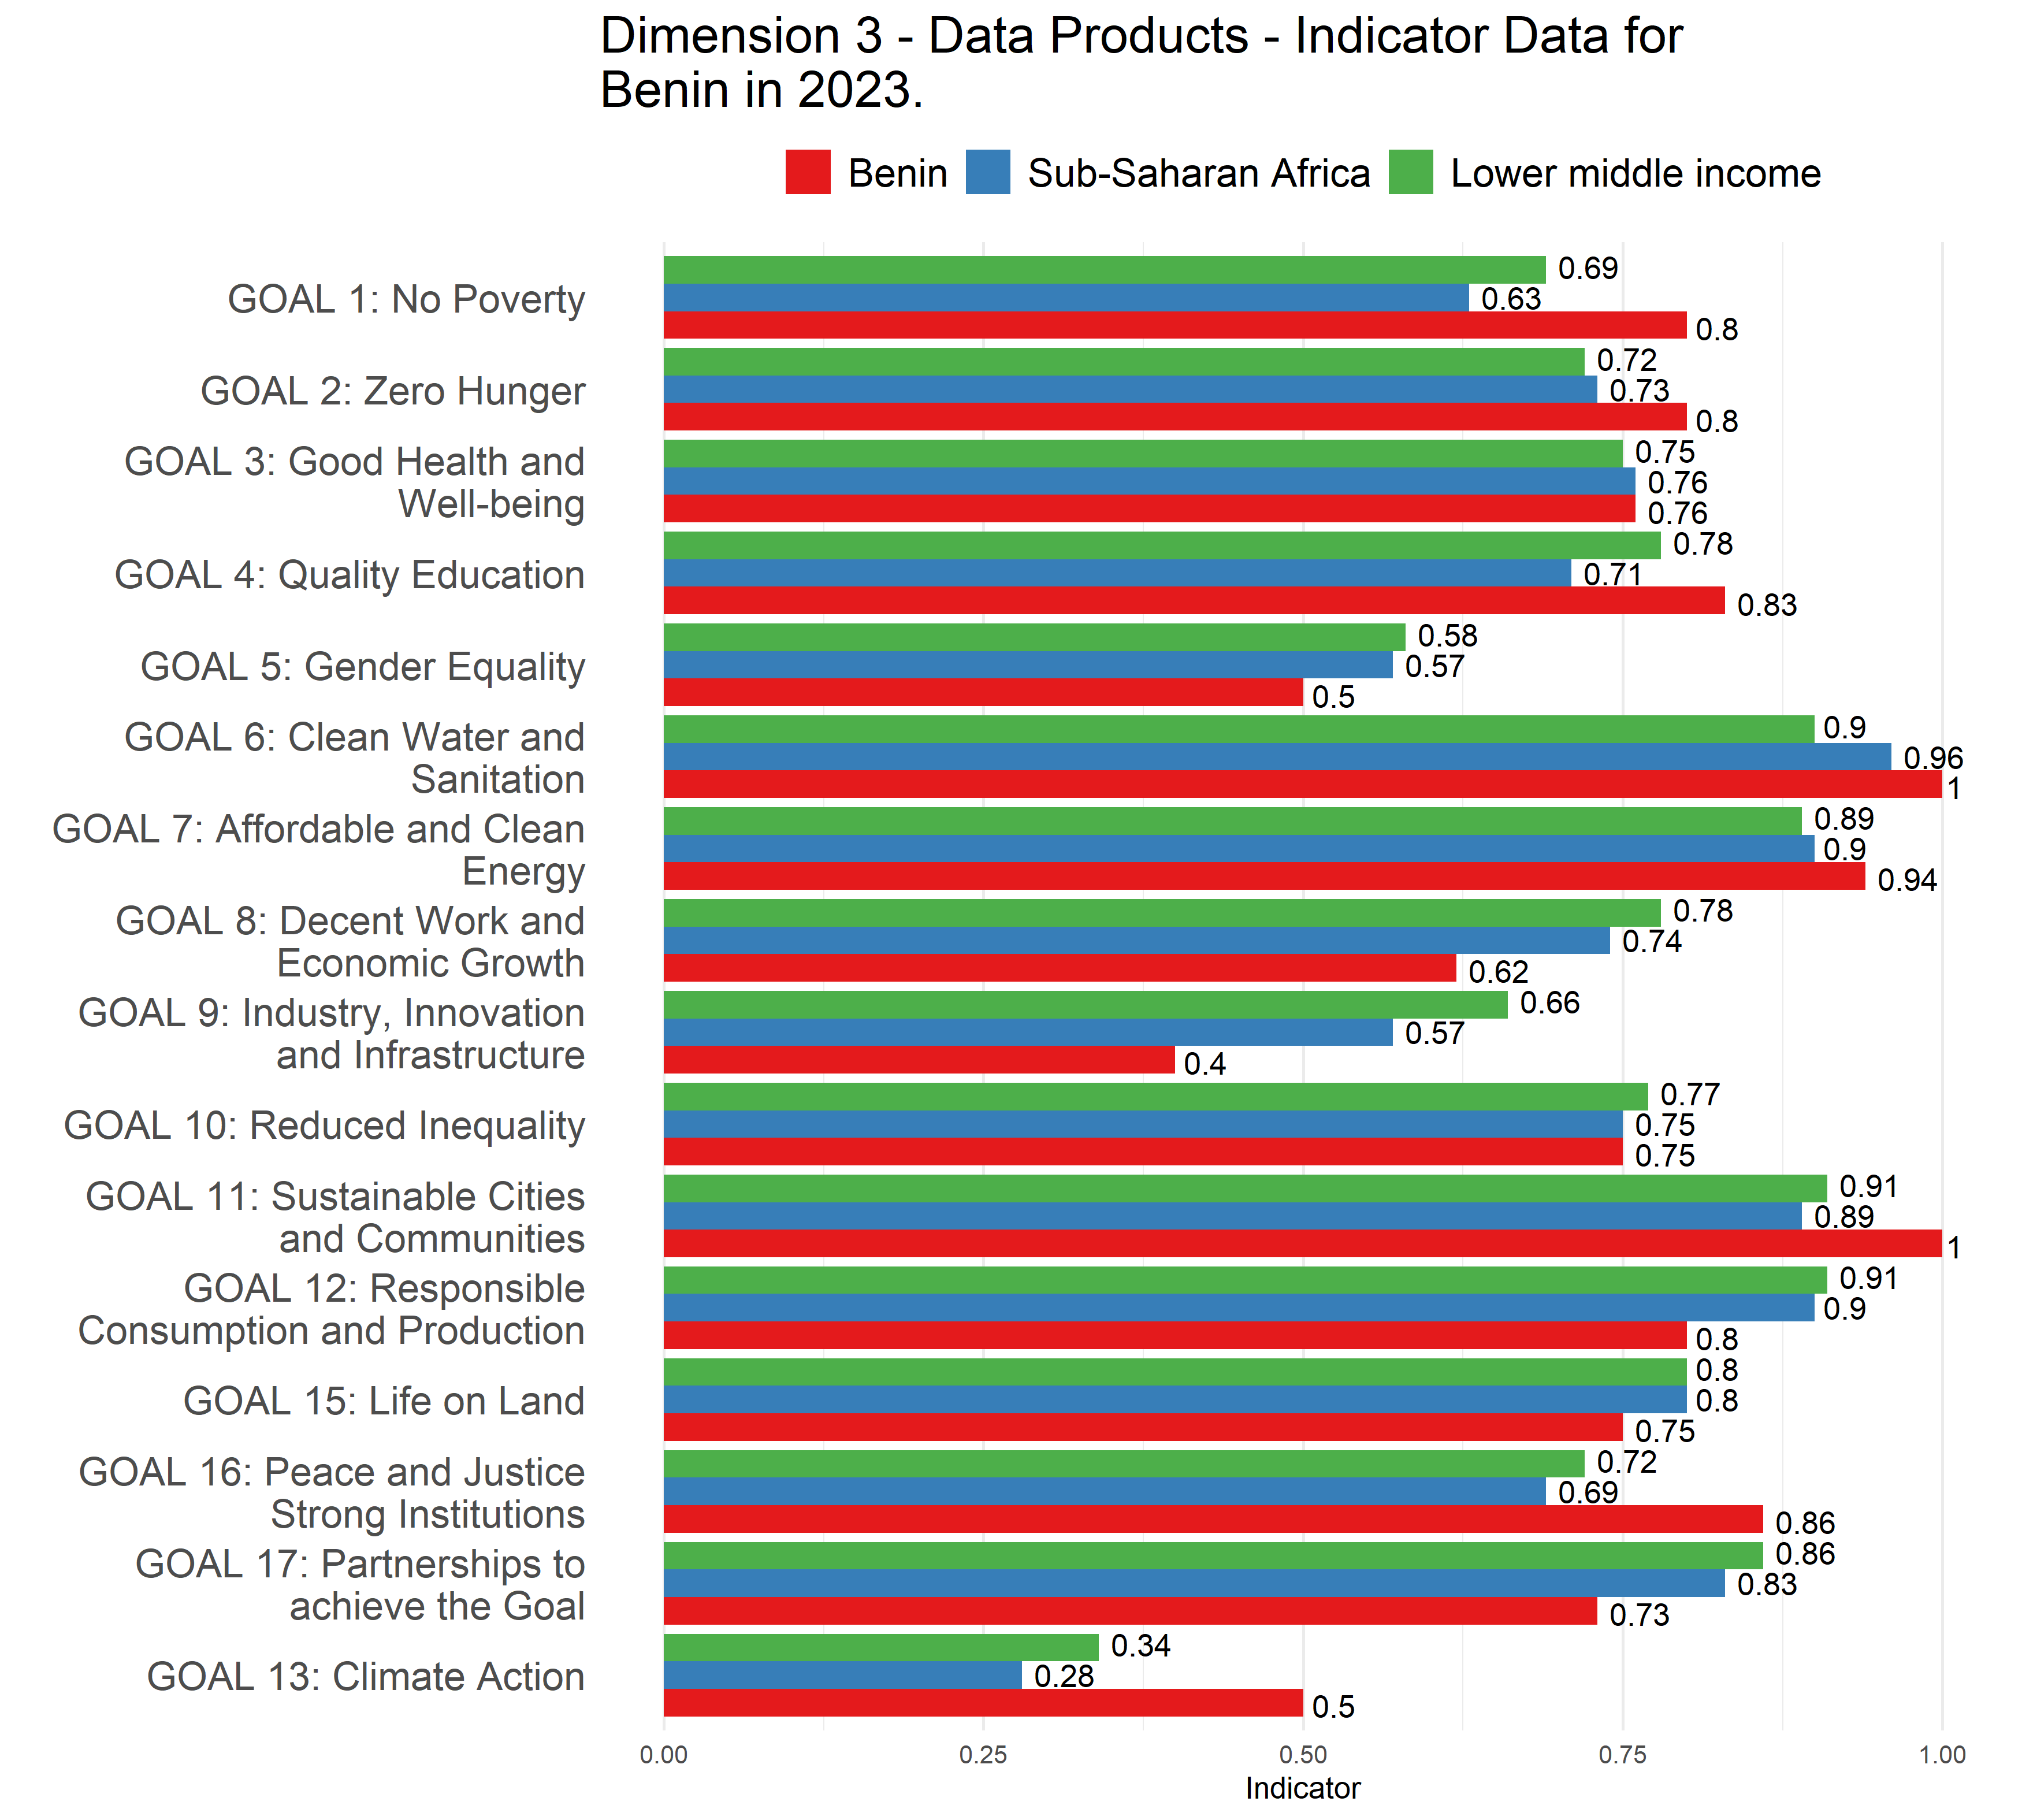 Dimension 3 - Data Products - Indicator Data for
Benin in 2023.
Benin Sub-Saharan Africa Lower middle income
GOAL 1: No Poverty
0.69
0.63
0.8
GOAL 2: Zero Hunger
0.72
0.73
0.8
GOAL 3: Good Health and
Well-being
0.75
0.76
0.76
GOAL 4: Quality Education
0.78
0.71
0.83
GOAL 5: Gender Equality
0.58
0.57
0.5
GOAL 6: Clean Water and
Sanitation
0.9
0.96
1
GOAL 7: Affordable and Clean
Energy
0.89
0.9
0.94
GOAL 8: Decent Work and
Economic Growth
0.78
0.74
0.62
GOAL 9: Industry, Innovation
and Infrastructure
0.66
0.57
0.4
GOAL 10: Reduced Inequality
0.77
0.75
0.75
GOAL 11: Sustainable Cities
and Communities
0.91
0.89
1
GOAL 12: Responsible
Consumption and Production
0.91
0.9
0.8
GOAL 15: Life on Land
0.8
0.8
0.75
GOAL 16: Peace and Justice
Strong Institutions
0.72
0.69
0.86
GOAL 17: Partnerships to
achieve the Goal
0.86
0.83
0.73
GOAL 13: Climate Action
0.34
0.28
0.5
0.00 0.25 0.50 0.75 1.00
Indicator